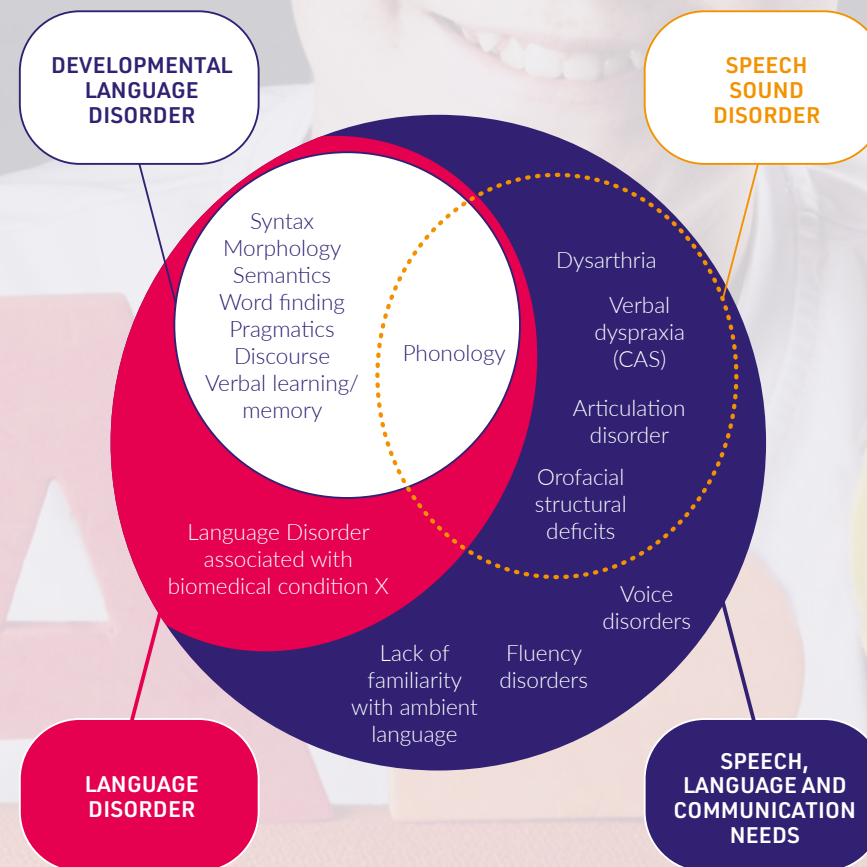 DEVELOPMENTAL
LANGUAGE
DISORDER
SPEECH
SOUND
DISORDER
Syntax
Morphology
Semantics
Word finding
Pragmatics
Discourse
Verbal learning/
memory
Phonology
Dysarthria
Verbal
dyspraxia
(CAS)
Articulation
disorder
Orofacial
structural
deficits
Language Disorder
associated with
biomedical condition X
Voice
disorders
Lack of
familiarity
with ambient
language
Fluency
disorders
LANGUAGE
DISORDER
SPEECH,
LANGUAGE AND
COMMUNICATION
NEEDS